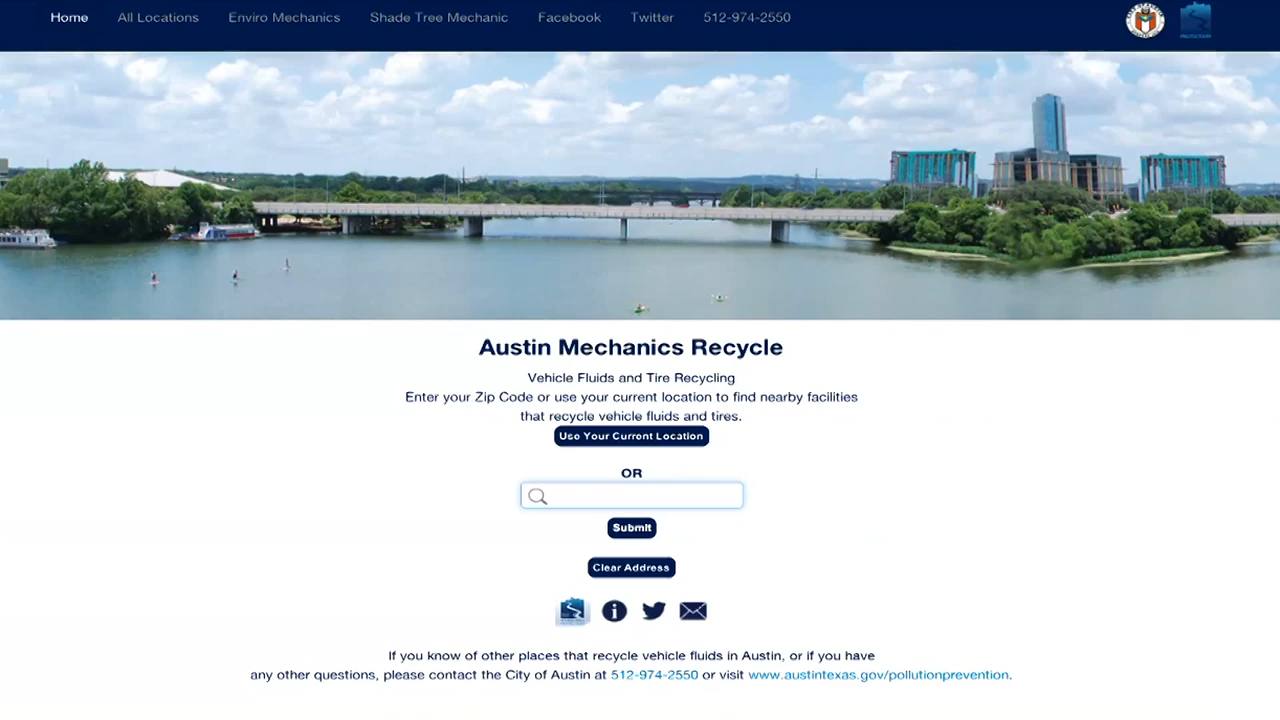 Home All Locations Enviro Mechanics Shade Tree Mechanic Facebook Twitter 512-974-2550
Austin Mechanics Recycle
Vehicle Fluids and Tire Recycling
Enter your Zip Code or use your current location to find nearby facilities
that recycle vehicle fluids and tires.
Use Your Current Location
OR
Submit
Clear Address
If you know of other places that recycle vehicle fluids in Austin, or if you have
any other questions, please contact the City of Austin at 512-974-2550 or visit www.austintexas.gov/pollutionprevention.